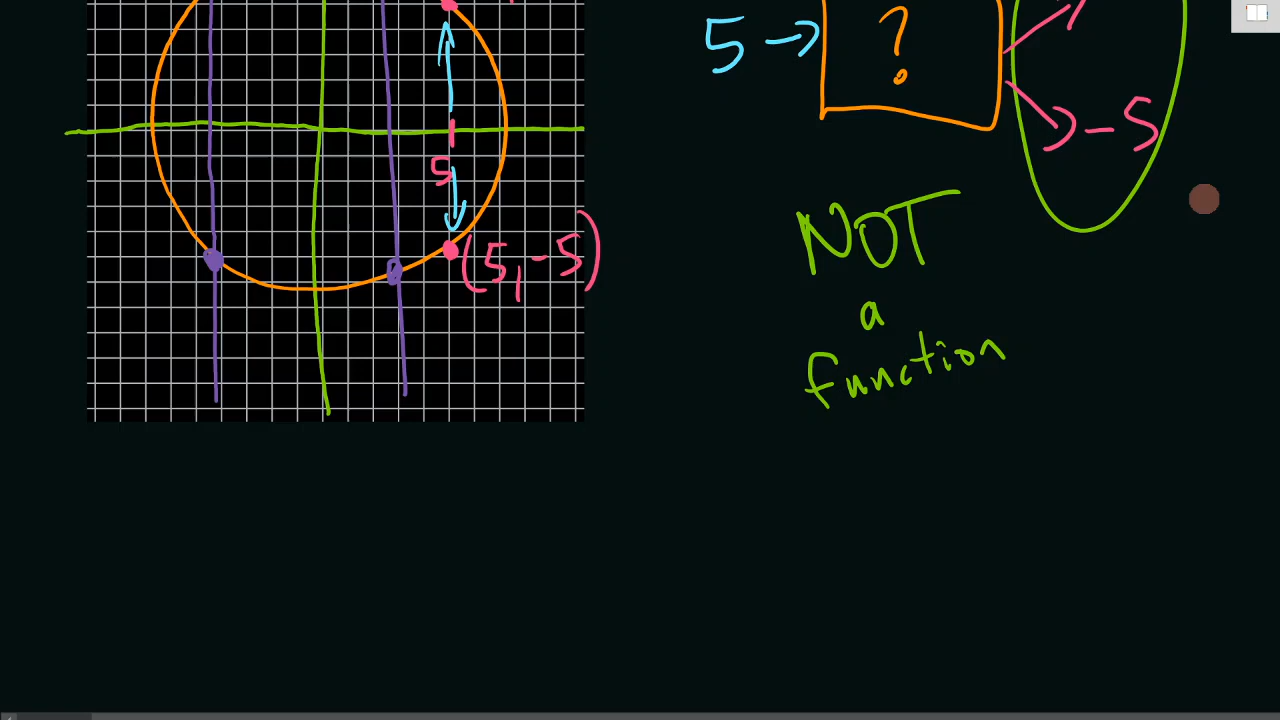 5 → ?
-5
5
(5, -5)
NOT
a
function